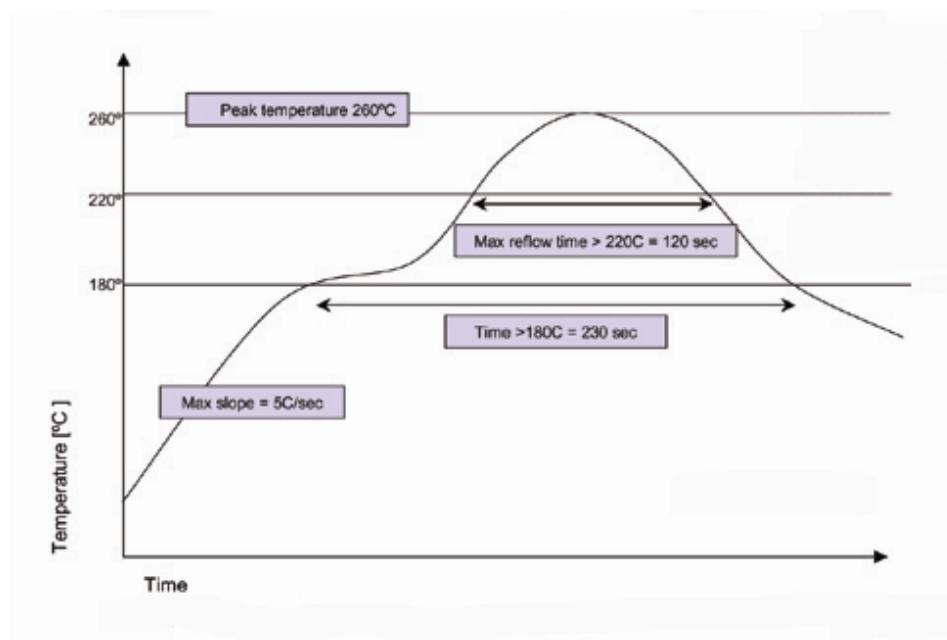 Peak temperature 260ºC
260º
220º
Max reflow time > 220C = 120 sec
180º
Time >180C = 230 sec
Max slope = 5C/sec
Temperature [ºC ]
Time